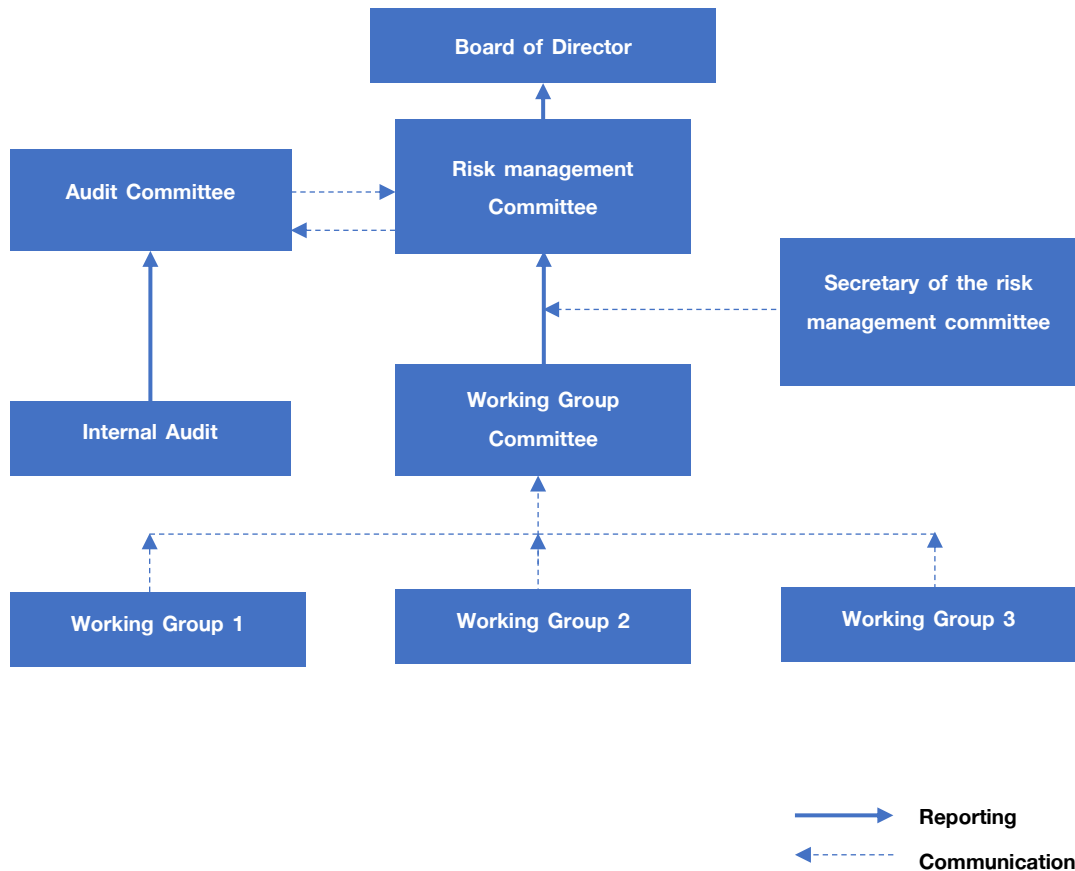 Board of Director
Risk management
Committee
Audit Committee
Secretary of the risk
management committee
Working Group
Committee
Internal Audit
Working Group 1
Working Group 2
Working Group 3
Reporting
Communication